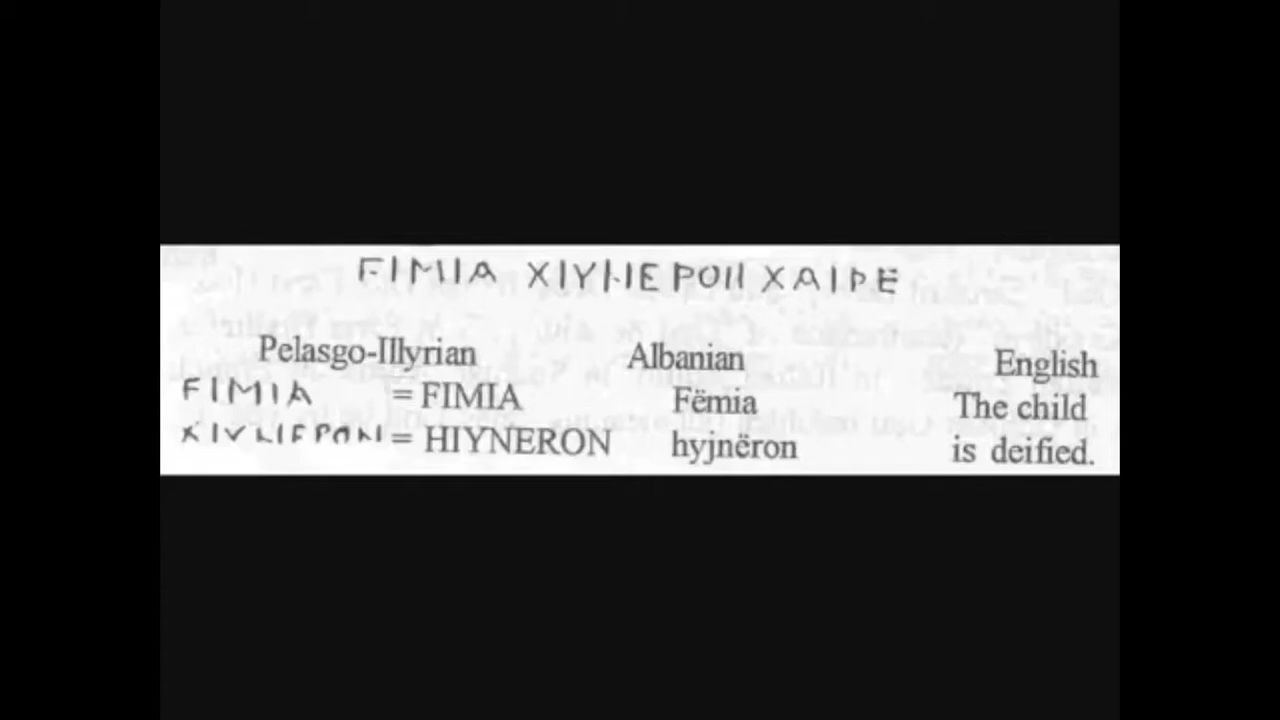 FIMIA XIYNEPON XAIPE
Pelasgo-Illyrian Albanian English
FIMIA = FIMIA Fëmia The child
XIYNEPON = HIYNERON hyjnëron is deified.